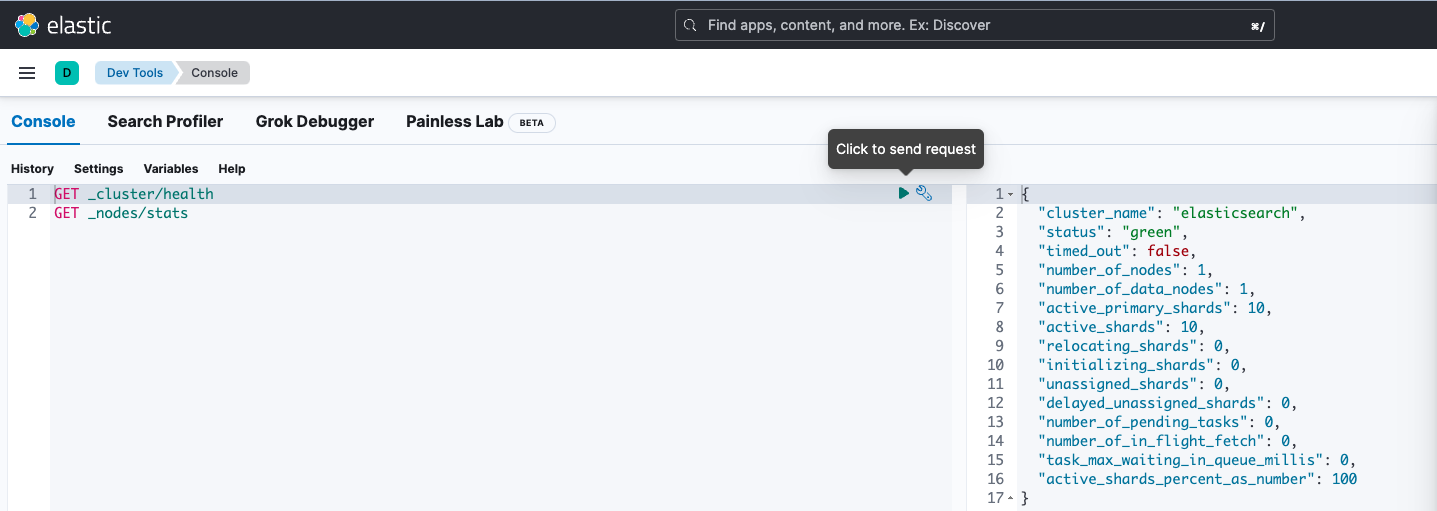 elastic
Find apps, content, and more. Ex: Discover
⌘/
D
Dev Tools
Console
Console
Search Profiler
Grok Debugger
Painless Lab
BETA
Click to send request
History
Settings
Variables
Help
1 GET _cluster/health
2 GET _nodes/stats
1 {
2 "cluster_name": "elasticsearch",
3 "status": "green",
4 "timed_out": false,
5 "number_of_nodes": 1,
6 "number_of_data_nodes": 1,
7 "active_primary_shards": 10,
8 "active_shards": 10,
9 "relocating_shards": 0,
10 "initializing_shards": 0,
11 "unassigned_shards": 0,
12 "delayed_unassigned_shards": 0,
13 "number_of_pending_tasks": 0,
14 "number_of_in_flight_fetch": 0,
15 "task_max_waiting_in_queue_millis": 0,
16 "active_shards_percent_as_number": 100
17 }